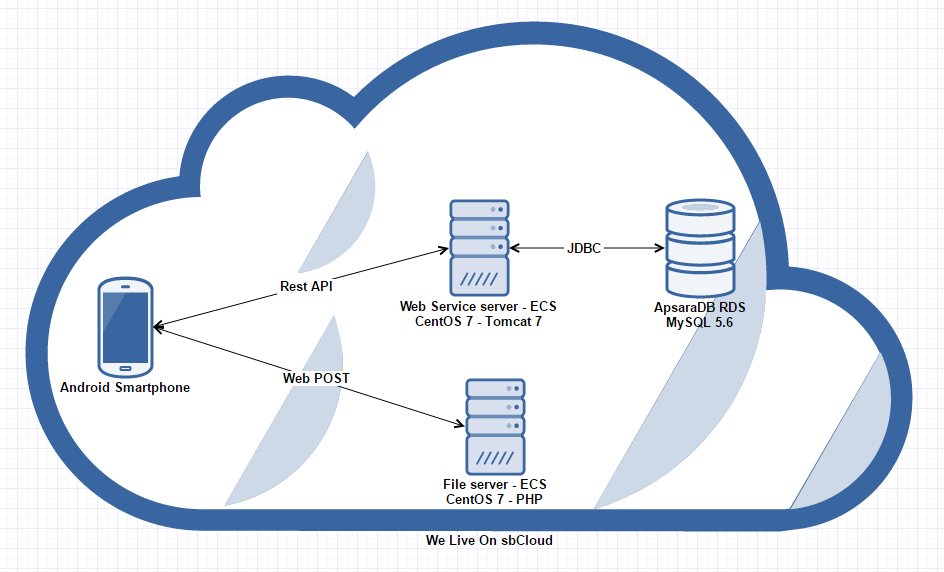 JDBC
Rest API
Web Service server - ECS
CentOS 7 - Tomcat 7
ApsaraDB RDS
MySQL 5.6
Web POST
Android Smartphone
File server - ECS
CentOS 7 - PHP
We Live On sbCloud